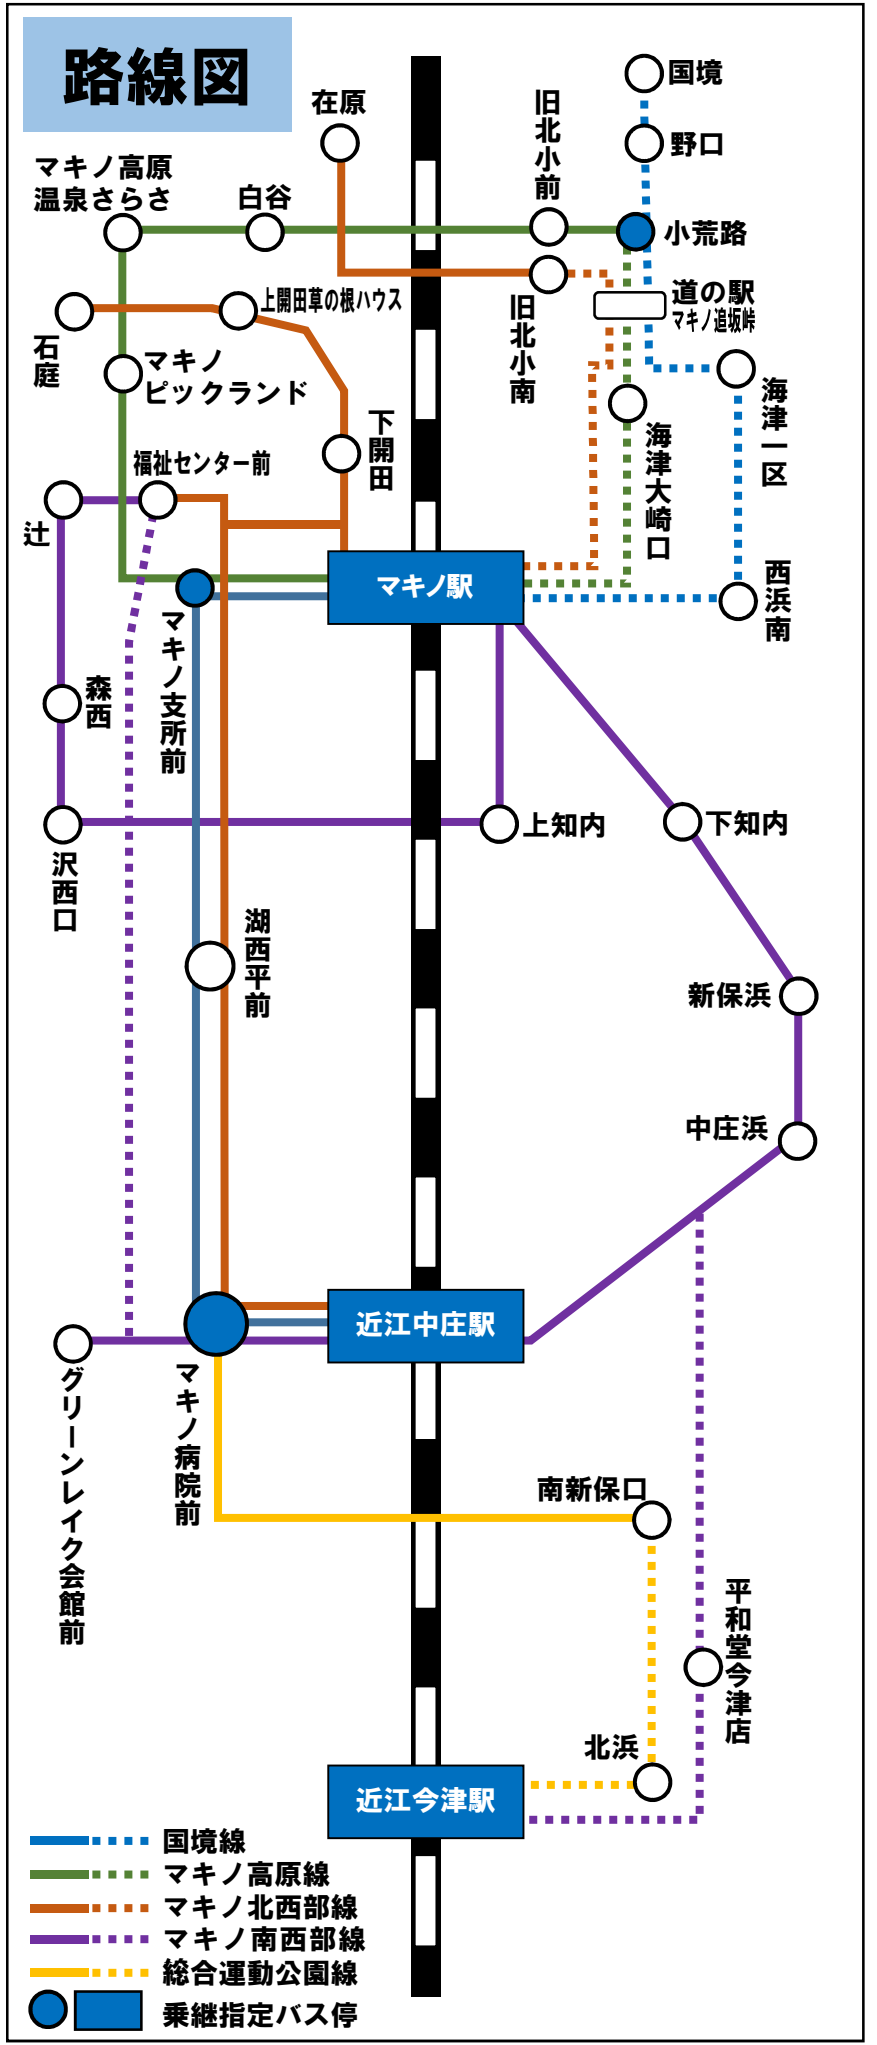 路線図
国境
在原
旧北小前
野口
マキノ高原
温泉さらさ
白谷
小荒路
上開田草の根ハウス
道の駅
マキノ追坂峠
旧北小南
石庭
マキノ
ピックランド
海津一区
下開田
海津大崎口
福祉センター前
辻
マキノ駅
西浜南
マキノ支所前
森西
上知内
下知内
沢西口
湖西平前
新保浜
中庄浜
近江中庄駅
グリーンレイク会館前
マキノ病院前
南新保口
平和堂今津店
北浜
近江今津駅
国境線
マキノ高原線
マキノ北西部線
マキノ南西部線
総合運動公園線
乗継指定バス停